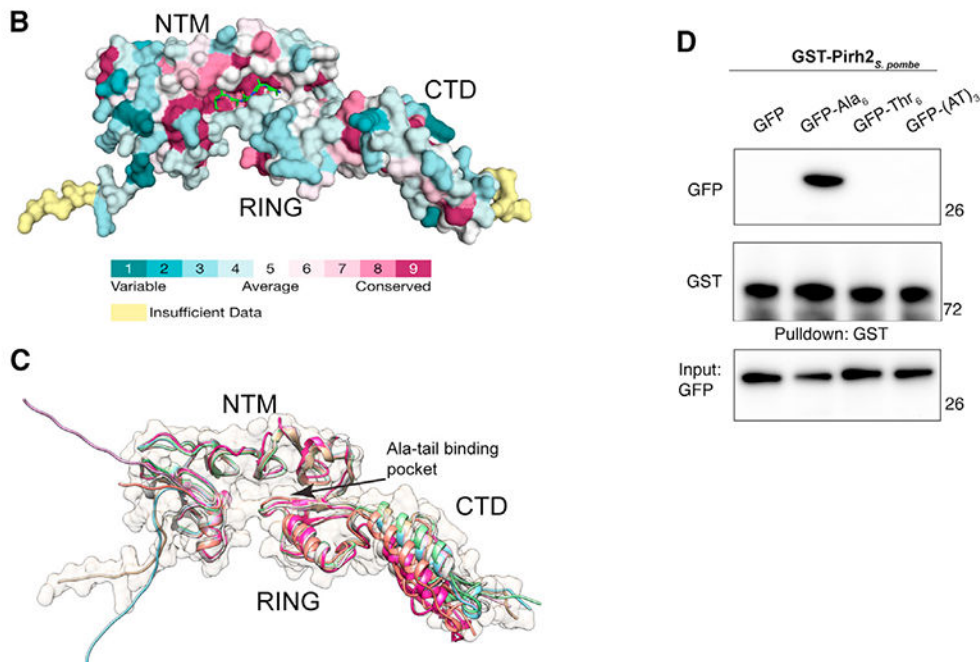 B
NTM
CTD
RING
1 2 3 4 5 6 7 8 9
Variable Average Conserved
Insufficient Data
C
NTM
Ala-tail binding
pocket
CTD
RING
D
GST-Pirh2S. pombe
GFP GFP-Ala6 GFP-Thr6 GFP-(AT)3
GFP
26
GST
72
Pulldown: GST
Input:
GFP
26